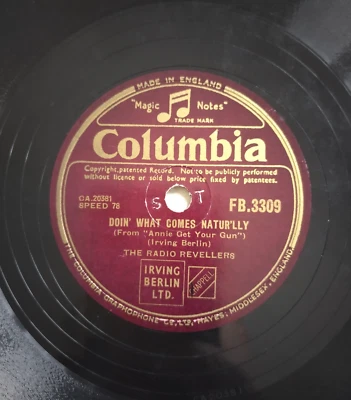 MADE IN ENGLAND
"Magic Notes"
TRADE MARK
Columbia
Copyright, patented Record. Not to be publicly performed
without licence or sold below price fixed by patentees.
CA.20381
SPEED 78
S T
FB.3309
DOIN' WHAT COMES NATUR'LLY
(From "Annie Get Your Gun")
(Irving Berlin)
THE RADIO REVELLERS
IRVING
BERLIN
LTD.
CHAPPELL
THE COLUMBIA GRAPHOPHONE CO. LTD., HAYES, MIDDLESEX, ENGLAND.